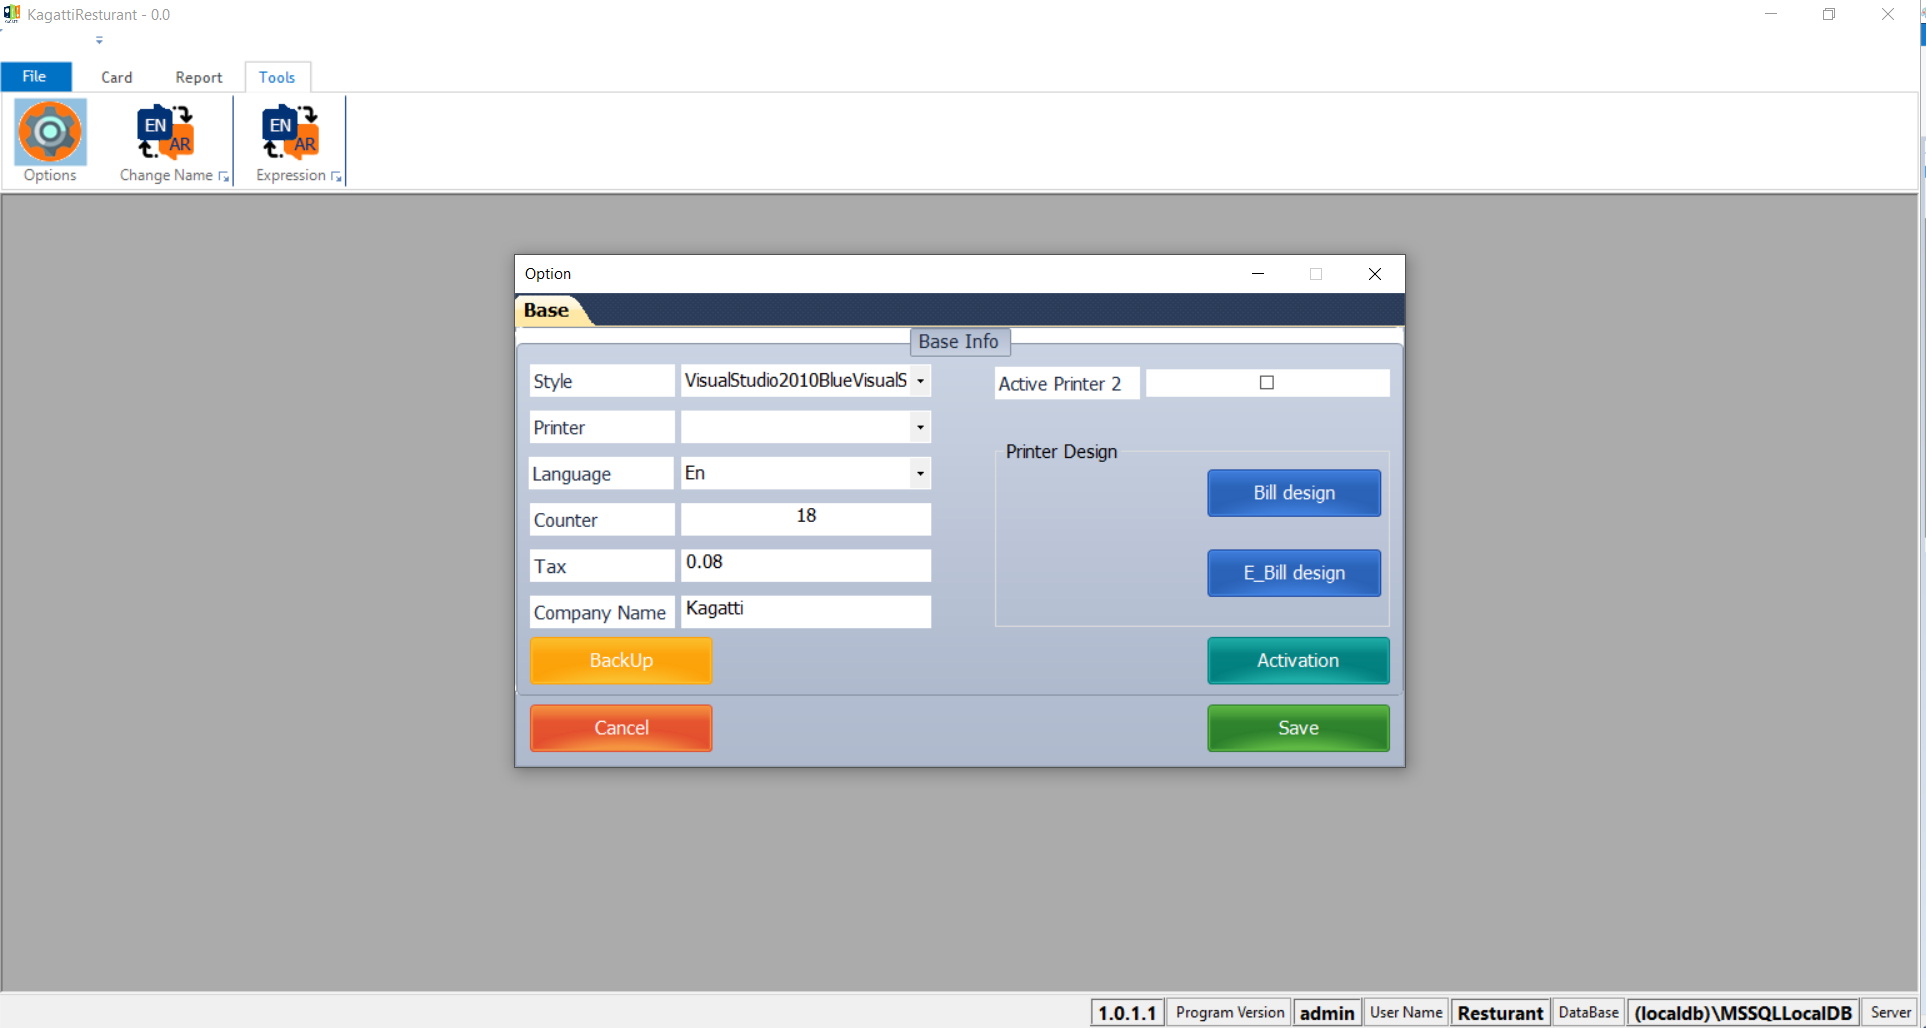 KagattiResturant - 0.0
File Card Report Tools
EN AR EN AR
Options Change Name Expression
Option
Base
Base Info
Style VisualStudio2010BlueVisualS Active Printer 2
Printer
Printer Design
Language En
Bill design
Counter 18
Tax 0.08
E_Bill design
Company Name Kagatti
BackUp Activation
Cancel Save
1.0.1.1 Program Version admin User Name Resturant DataBase (localdb)\MSSQLLocalDB Server